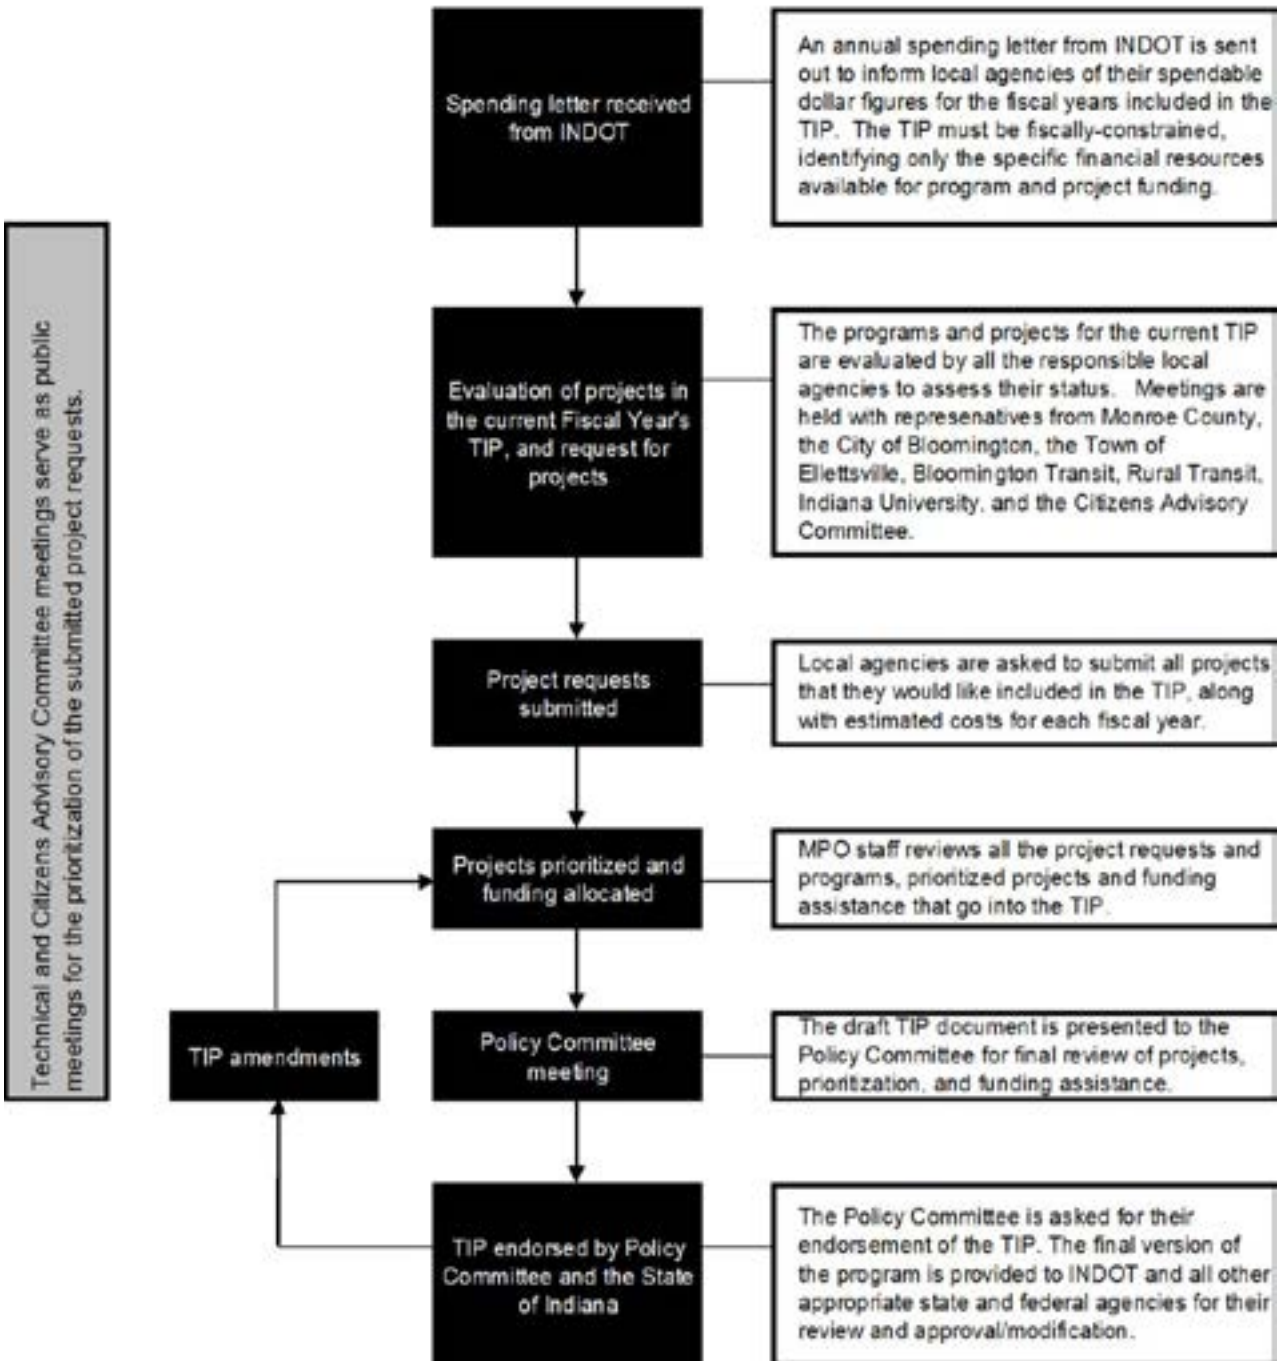 Spending letter received
from INDOT
An annual spending letter from INDOT is sent
out to inform local agencies of their spendable
dollar figures for the fiscal years included in the
TIP. The TIP must be fiscally-constrained,
identifying only the specific financial resources
available for program and project funding.
Technical and Citizens Advisory Committee meetings serve as public
meetings for the prioritization of the submitted project requests.
Evaluation of projects in
the current Fiscal Year's
TIP, and request for
projects
The programs and projects for the current TIP
are evaluated by all the responsible local
agencies to assess their status. Meetings are
held with represenatives from Monroe County,
the City of Bloomington, the Town of
Ellettsville, Bloomington Transit, Rural Transit,
Indiana University, and the Citizens Advisory
Committee.
Project requests
submitted
Local agencies are asked to submit all projects
that they would like included in the TIP, along
with estimated costs for each fiscal year.
Projects prioritized and
funding allocated
MPO staff reviews all the project requests and
programs, prioritized projects and funding
assistance that go into the TIP.
TIP amendments
Policy Committee
meeting
The draft TIP document is presented to the
Policy Committee for final review of projects,
prioritization, and funding assistance.
TIP endorsed by Policy
Committee and the State
of Indiana
The Policy Committee is asked for their
endorsement of the TIP. The final version of
the program is provided to INDOT and all other
appropriate state and federal agencies for their
review and approval/modification.